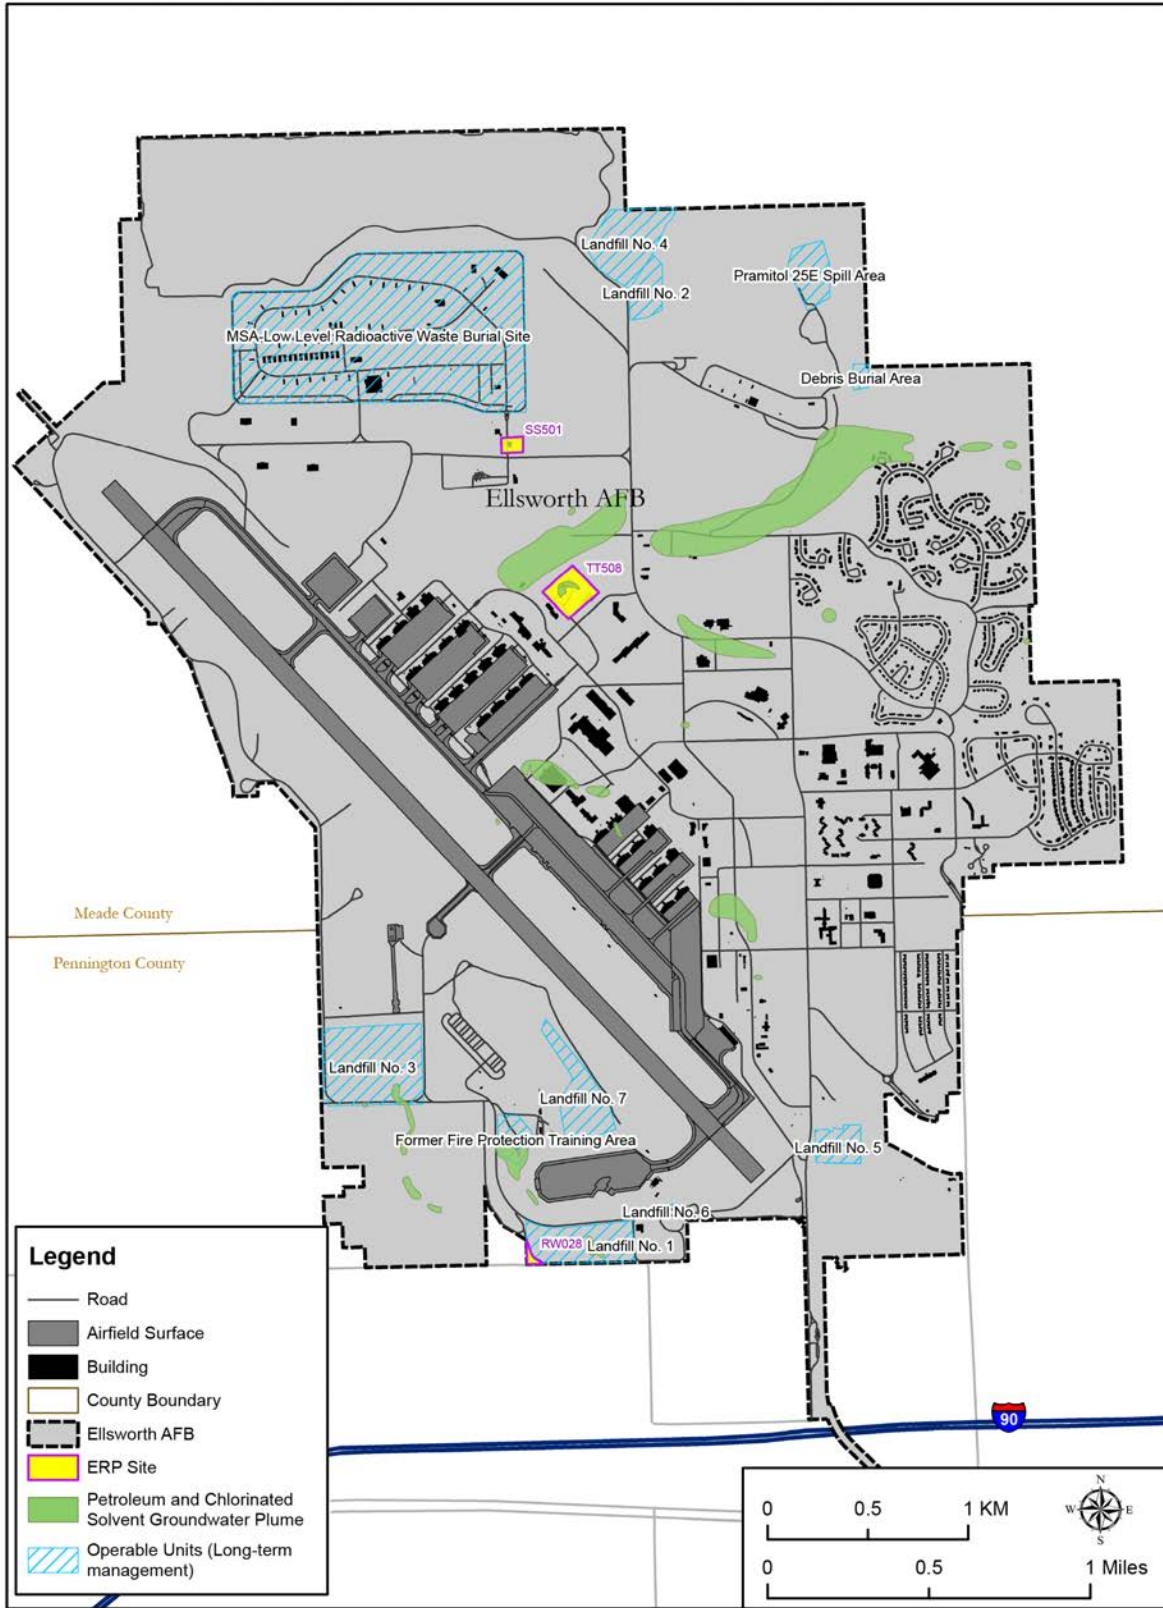 Landfill No. 4
Pramitol 25E Spill Area
Landfill No. 2
MSA-Low Level Radioactive Waste Burial Site
Debris Burial Area
SS501
Ellsworth AFB
TT508
Meade County
Pennington County
Landfill No. 3
Landfill No. 7
Former Fire Protection Training Area
Landfill No. 5
Landfill No. 6
RW028
Landfill No. 1
Legend
Road
Airfield Surface
Building
County Boundary
Ellsworth AFB
ERP Site
Petroleum and Chlorinated
Solvent Groundwater Plume
Operable Units (Long-term
management)
90
0 0.5 1 KM
0 0.5 1 Miles
N
W E
S